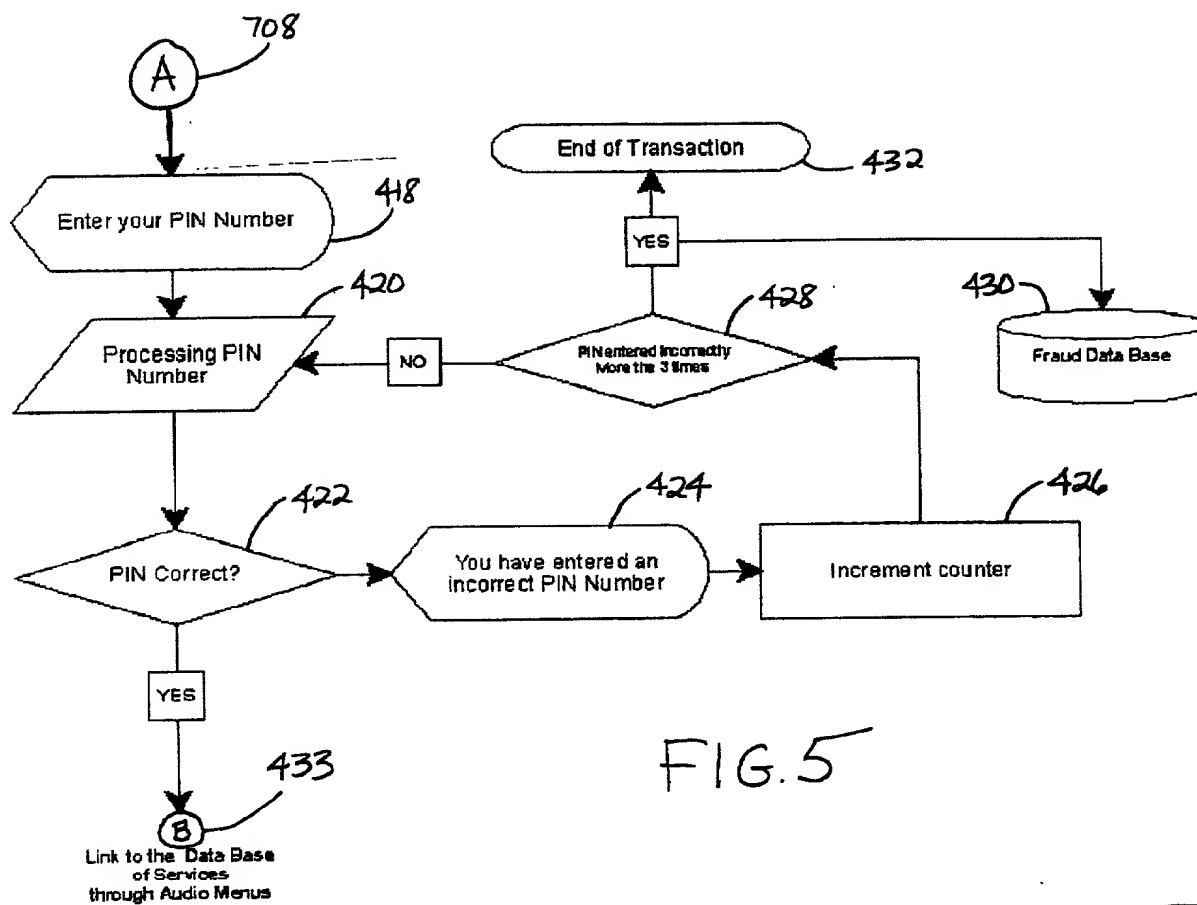 A
708
End of Transaction
432
Enter your PIN Number
418
YES
420
428
430
Processing PIN
Number
NO
PIN entered Incorrectly
More the 3 times
Fraud Data Base
422
424
426
PIN Correct?
You have entered an
incorrect PIN Number
Increment counter
YES
FIG. 5
433
B
Link to the Data Base
of Services
through Audio Menus